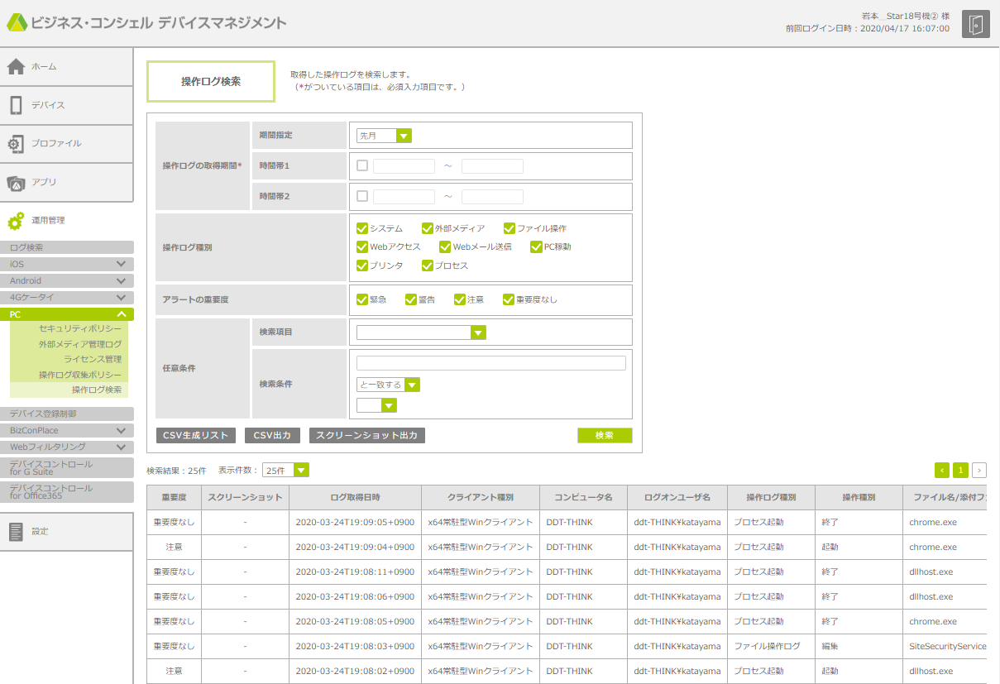 ビジネス・コンシェル デバイスマネジメント
岩本＿Star18号機② 様
前回ログイン日時：2020/04/17 16:07:00
ホーム
デバイス
プロファイル
アプリ
運用管理
ログ検索
iOS
Android
4Gケータイ
PC
セキュリティポリシー
外部メディア管理ログ
ライセンス管理
操作ログ収集ポリシー
操作ログ検索
デバイス登録制御
BizConPlace
Webフィルタリング
デバイスコントロール
for G Suite
デバイスコントロール
for Office365
設定
操作ログ検索
取得した操作ログを検索します。
（*がついている項目は、必須入力項目です。）
操作ログの取得期間*
期間指定 先月
時間帯1 ～
時間帯2 ～
操作ログ種別
システム 外部メディア ファイル操作
Webアクセス Webメール送信 PC稼動
プリンタ プロセス
アラートの重要度 緊急 警告 注意 重要度なし
任意条件
検索項目
検索条件
と一致する
CSV生成リスト CSV出力 スクリーンショット出力 検索
検索結果：25件 表示件数： 25件 ‹ 1 ›
重要度 スクリーンショット ログ取得日時 クライアント種別 コンピュータ名 ログオンユーザ名 操作ログ種別 操作種別 ファイル名/添付フ
重要度なし - 2020-03-24T19:09:05+0900 x64常駐型Winクライアント DDT-THINK ddt-THINK¥katayama プロセス起動 終了 chrome.exe
注意 - 2020-03-24T19:09:04+0900 x64常駐型Winクライアント DDT-THINK ddt-THINK¥katayama プロセス起動 起動 chrome.exe
重要度なし - 2020-03-24T19:08:11+0900 x64常駐型Winクライアント DDT-THINK ddt-THINK¥katayama プロセス起動 終了 dllhost.exe
重要度なし - 2020-03-24T19:08:06+0900 x64常駐型Winクライアント DDT-THINK ddt-THINK¥katayama プロセス起動 終了 dllhost.exe
重要度なし - 2020-03-24T19:08:05+0900 x64常駐型Winクライアント DDT-THINK ddt-THINK¥katayama プロセス起動 終了 chrome.exe
重要度なし - 2020-03-24T19:08:03+0900 x64常駐型Winクライアント DDT-THINK ddt-THINK¥katayama ファイル操作ログ 編集 SiteSecurityService
注意 - 2020-03-24T19:08:02+0900 x64常駐型Winクライアント DDT-THINK ddt-THINK¥katayama プロセス起動 起動 dllhost.exe